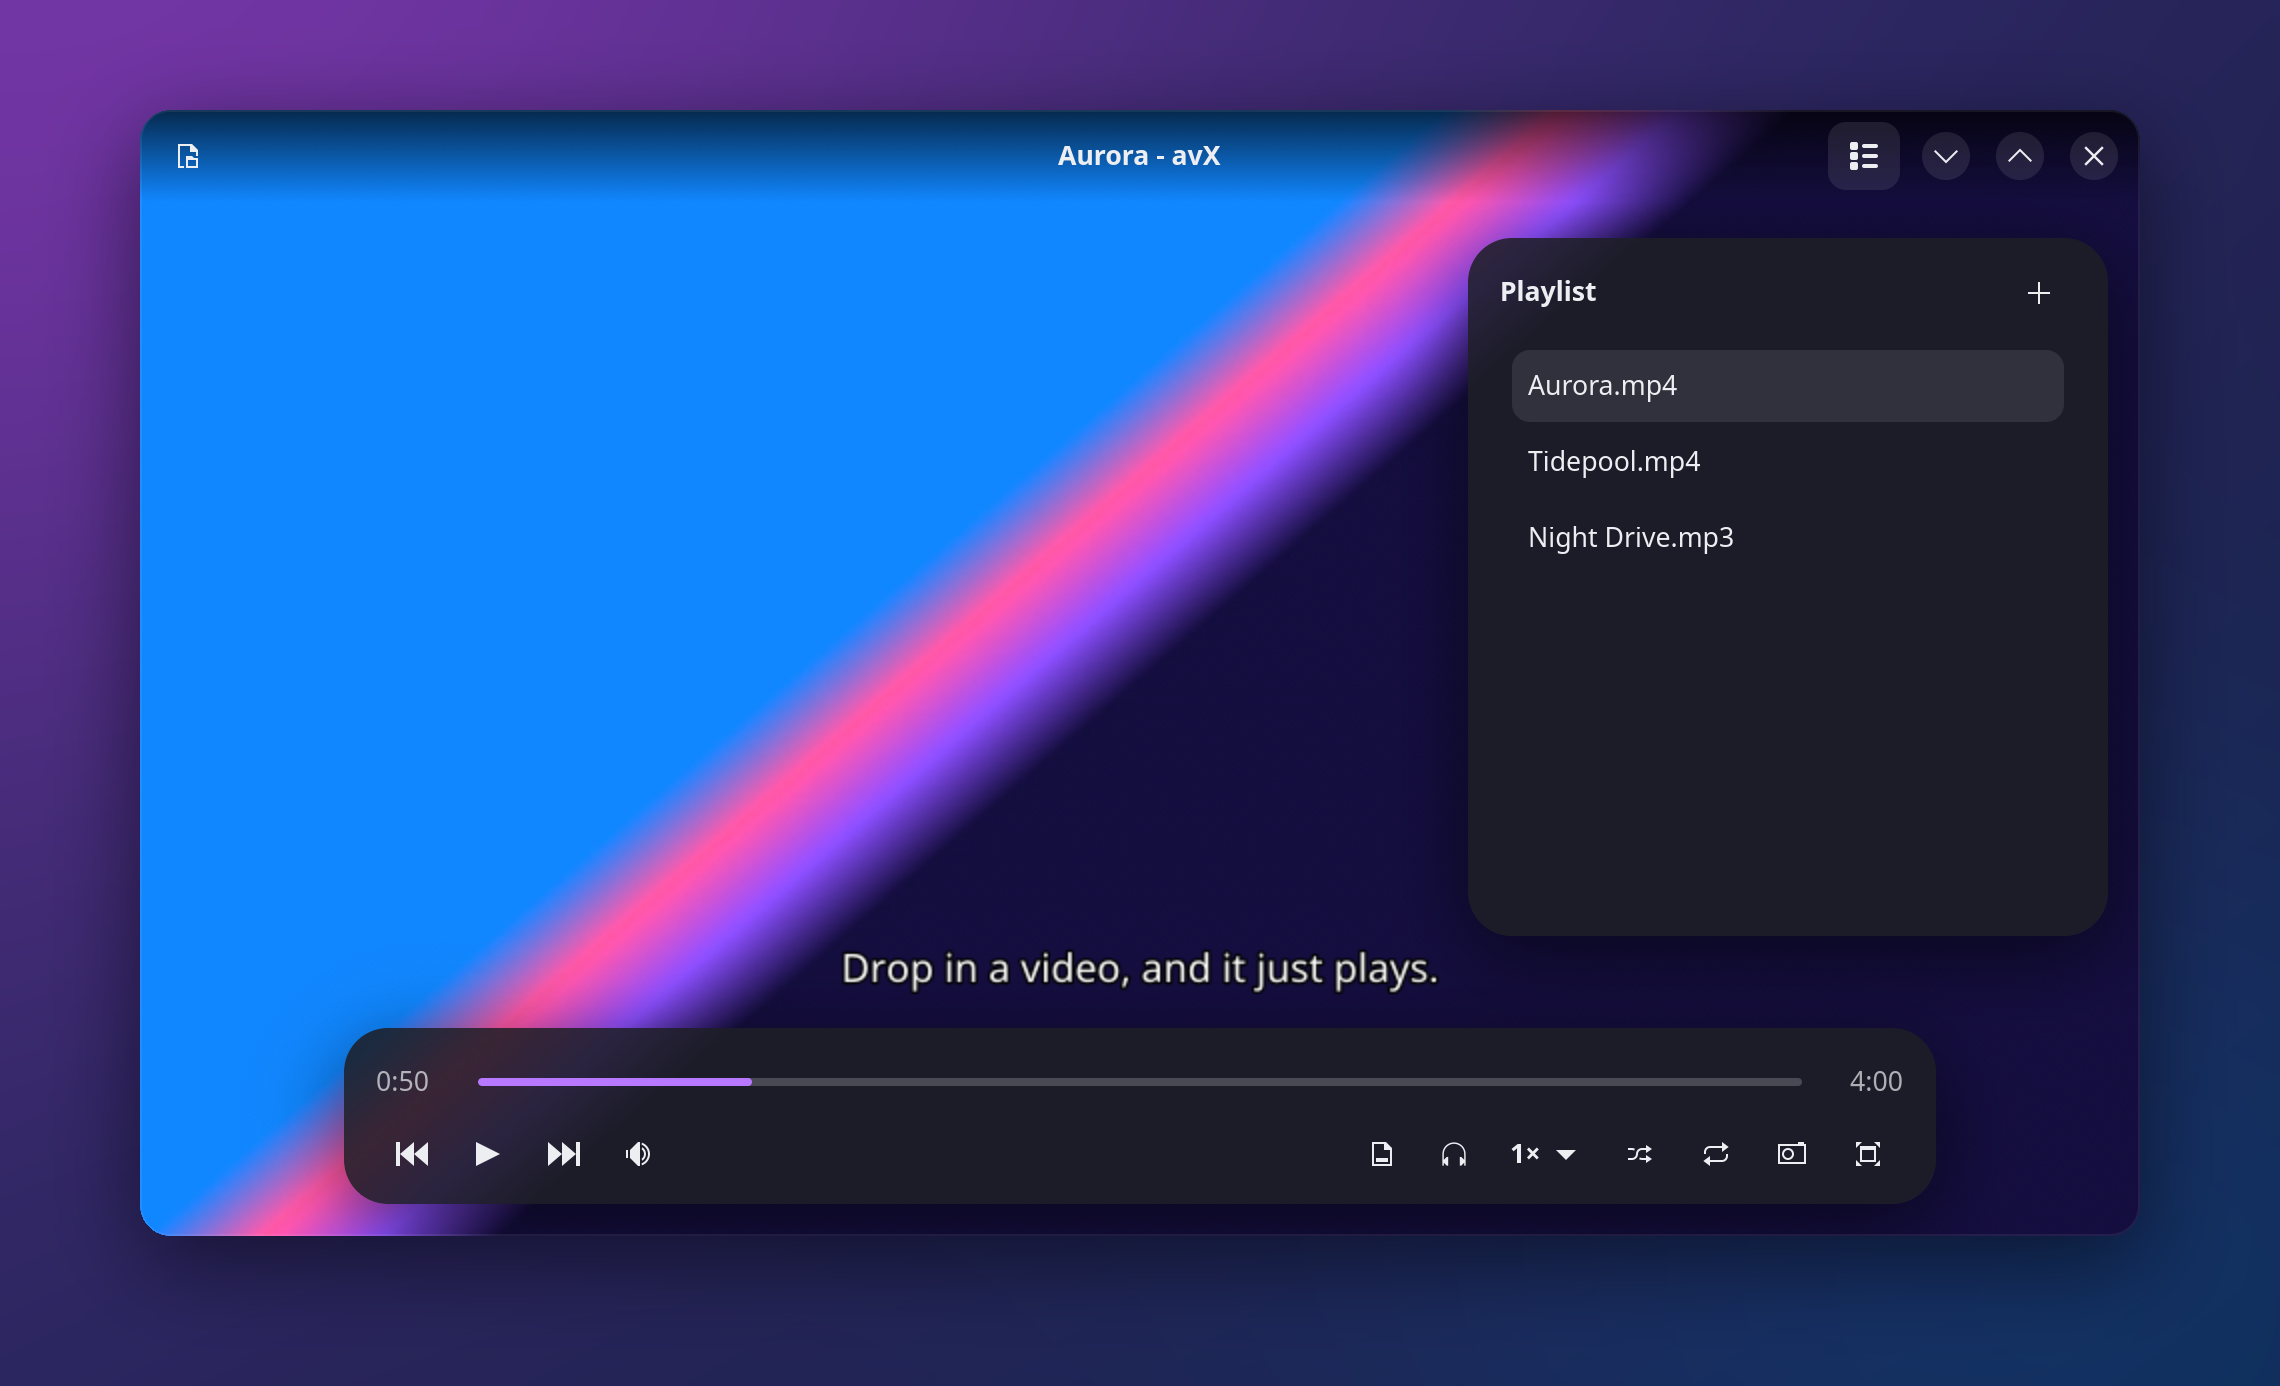 Aurora - avX
Playlist
Aurora.mp4
Tidepool.mp4
Night Drive.mp3
Drop in a video, and it just plays.
0:50
4:00
1×